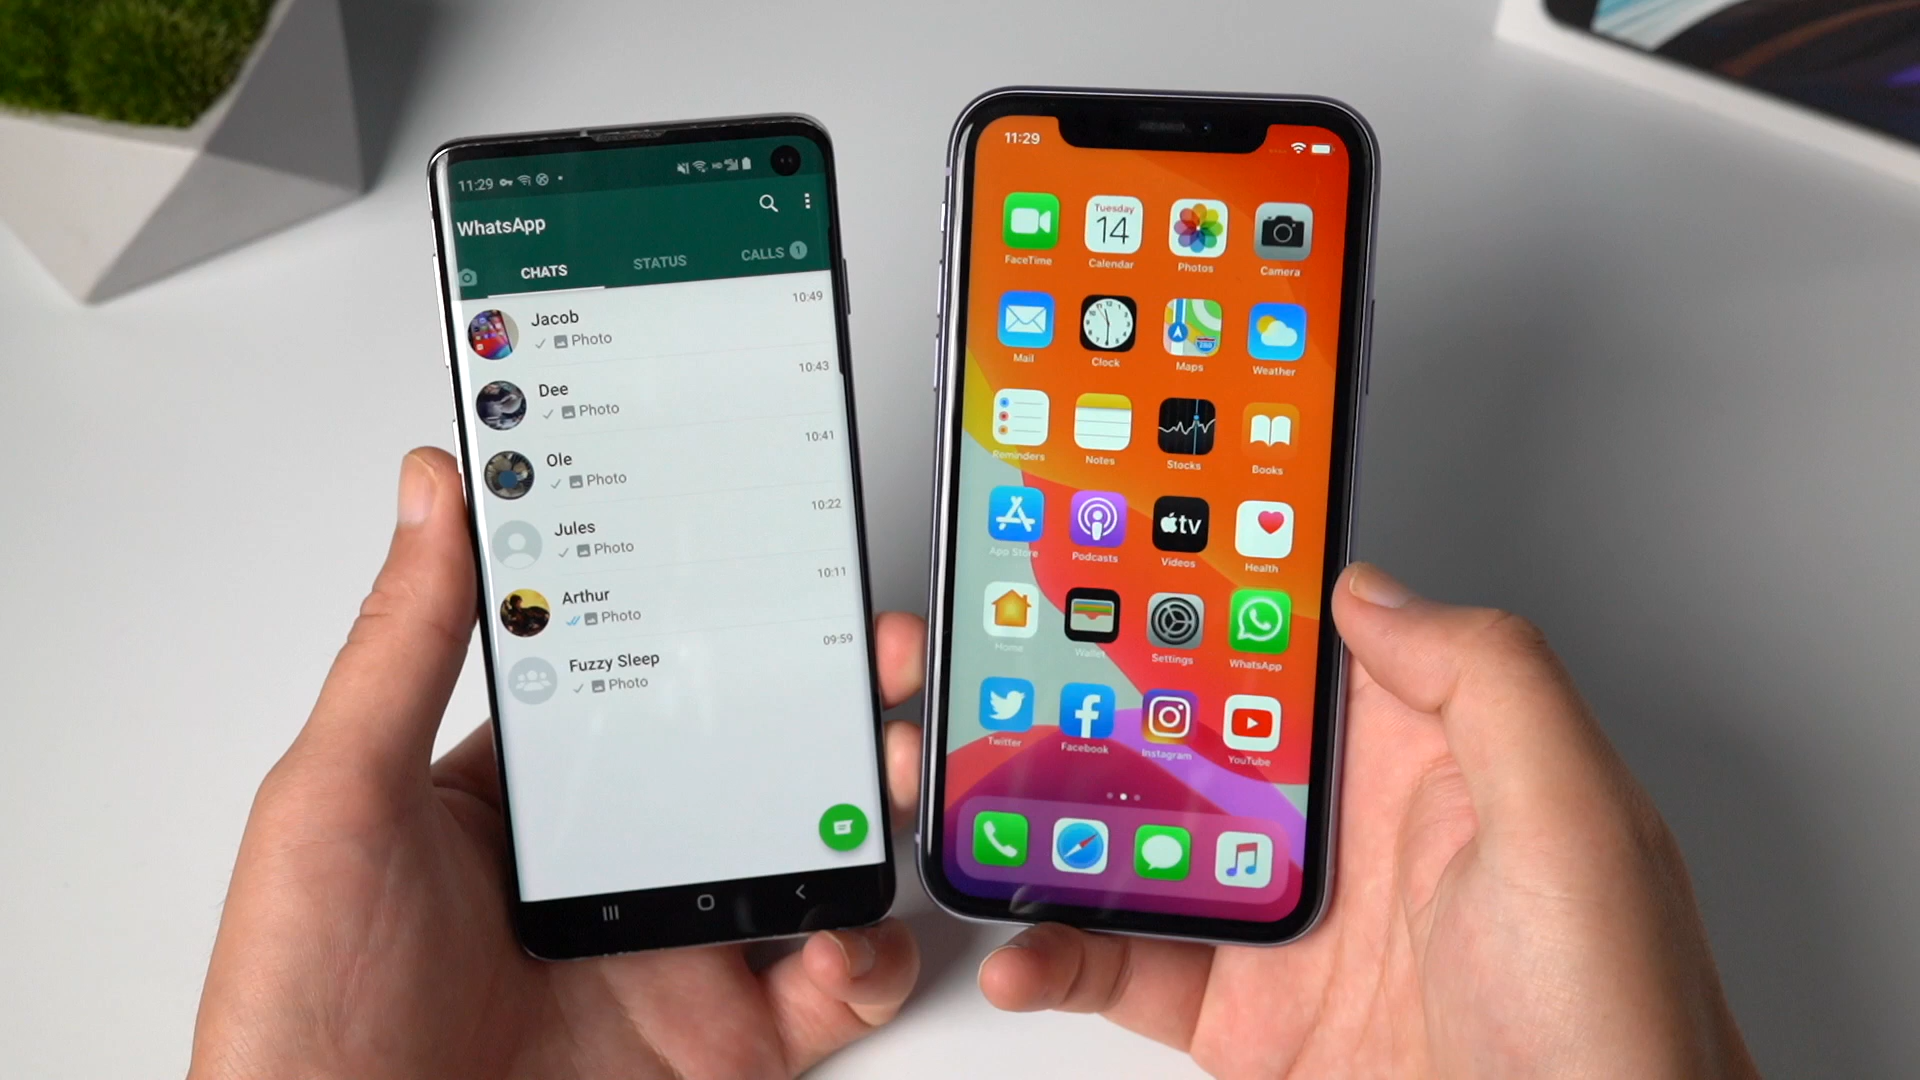 11:29
WhatsApp
CHATS STATUS CALLS 1
Jacob 10:49
Photo
Dee 10:43
Photo
Ole 10:41
Photo
Jules 10:22
Photo
Arthur 10:11
Photo
Fuzzy Sleep 09:59
Photo
11:29
Tuesday
14
FaceTime Calendar Photos Camera
Mail Clock Maps Weather
Reminders Notes Stocks Books
tv
App Store Podcasts Videos Health
Home Wallet Settings WhatsApp
Twitter Facebook Instagram YouTube